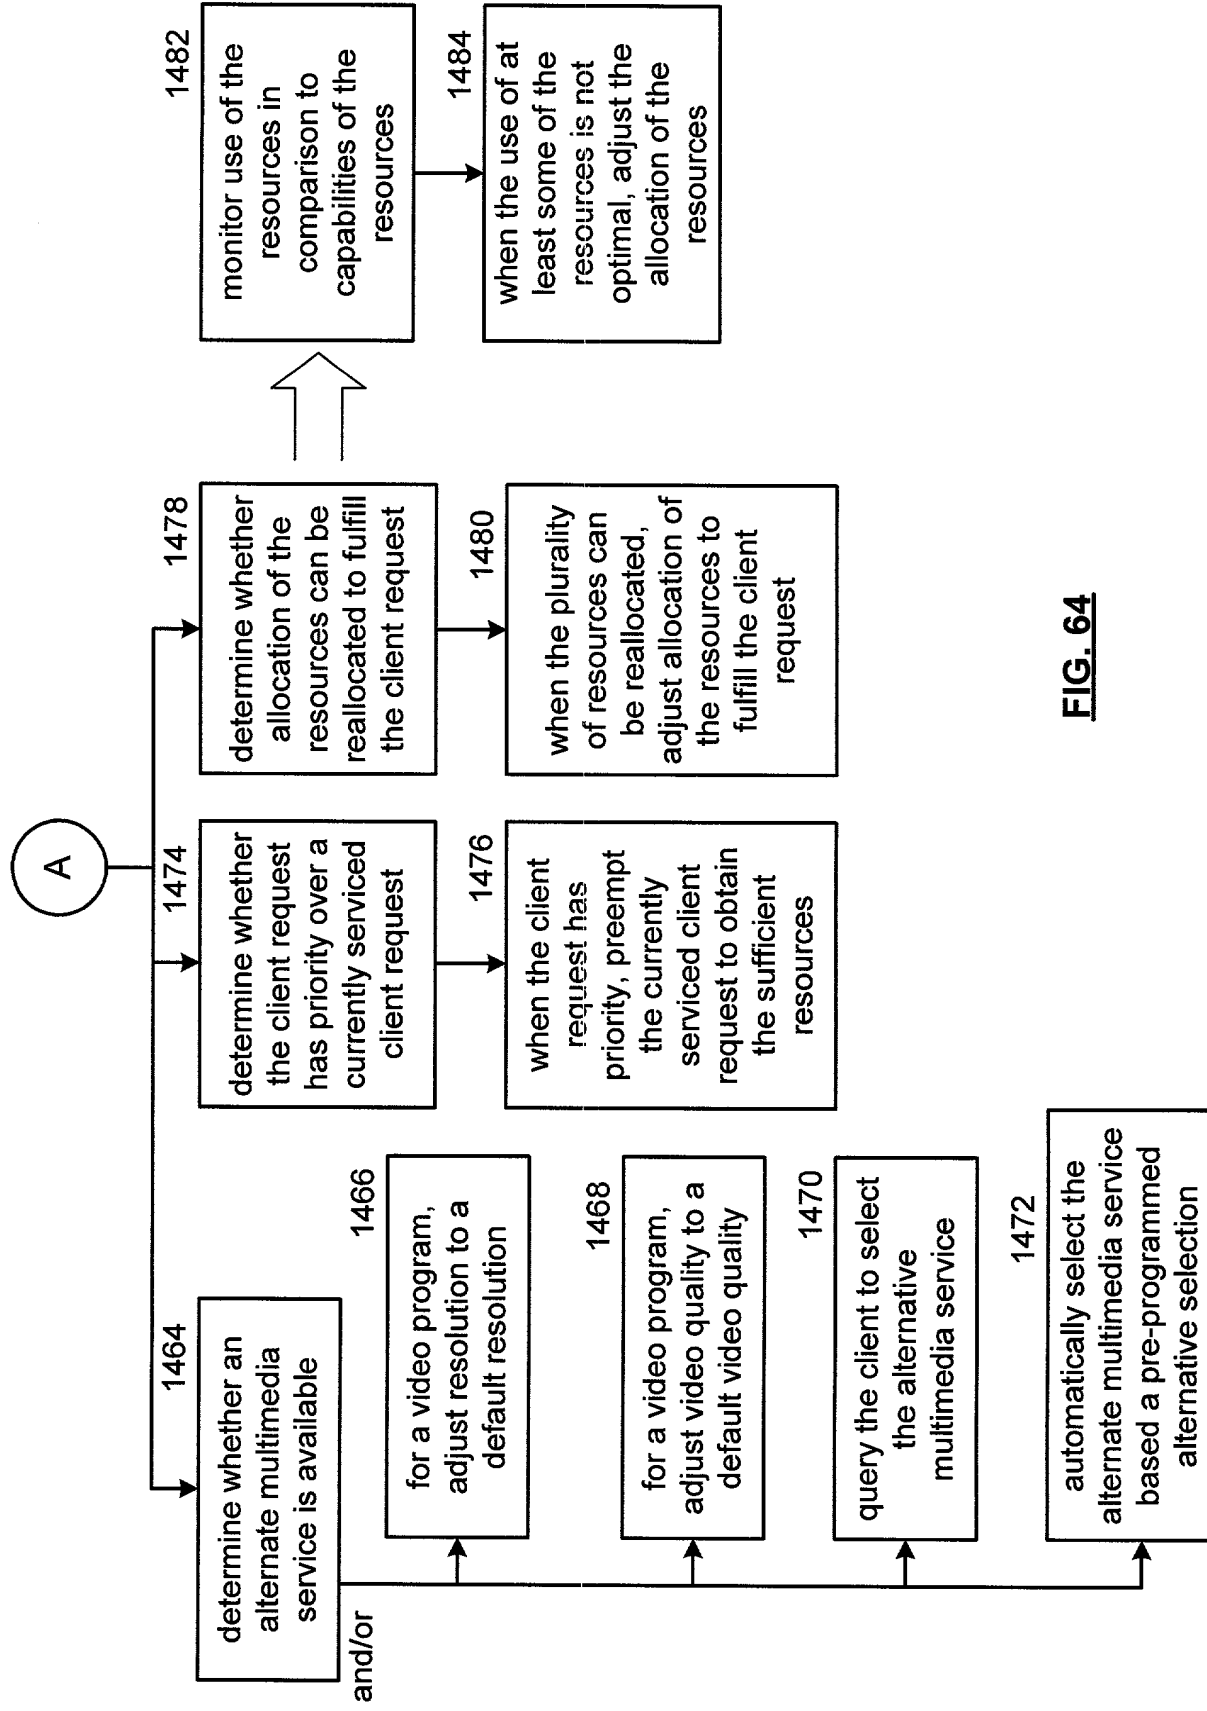 A
1464
determine whether an
alternate multimedia
service is available
and/or
1466
for a video program,
adjust resolution to a
default resolution
1468
for a video program,
adjust video quality to a
default video quality
1470
query the client to select
the alternative
multimedia service
1472
automatically select the
alternate multimedia service
based a pre-programmed
alternative selection
1474
determine whether
the client request
has priority over a
currently serviced
client request
1476
when the client
request has
priority, preempt
the currently
serviced client
request to obtain
the sufficient
resources
1478
determine whether
allocation of the
resources can be
reallocated to fulfill
the client request
1480
when the plurality
of resources can
be reallocated,
adjust allocation of
the resources to
fulfill the client
request
1482
monitor use of the
resources in
comparison to
capabilities of the
resources
1484
when the use of at
least some of the
resources is not
optimal, adjust the
allocation of the
resources
FIG. 64